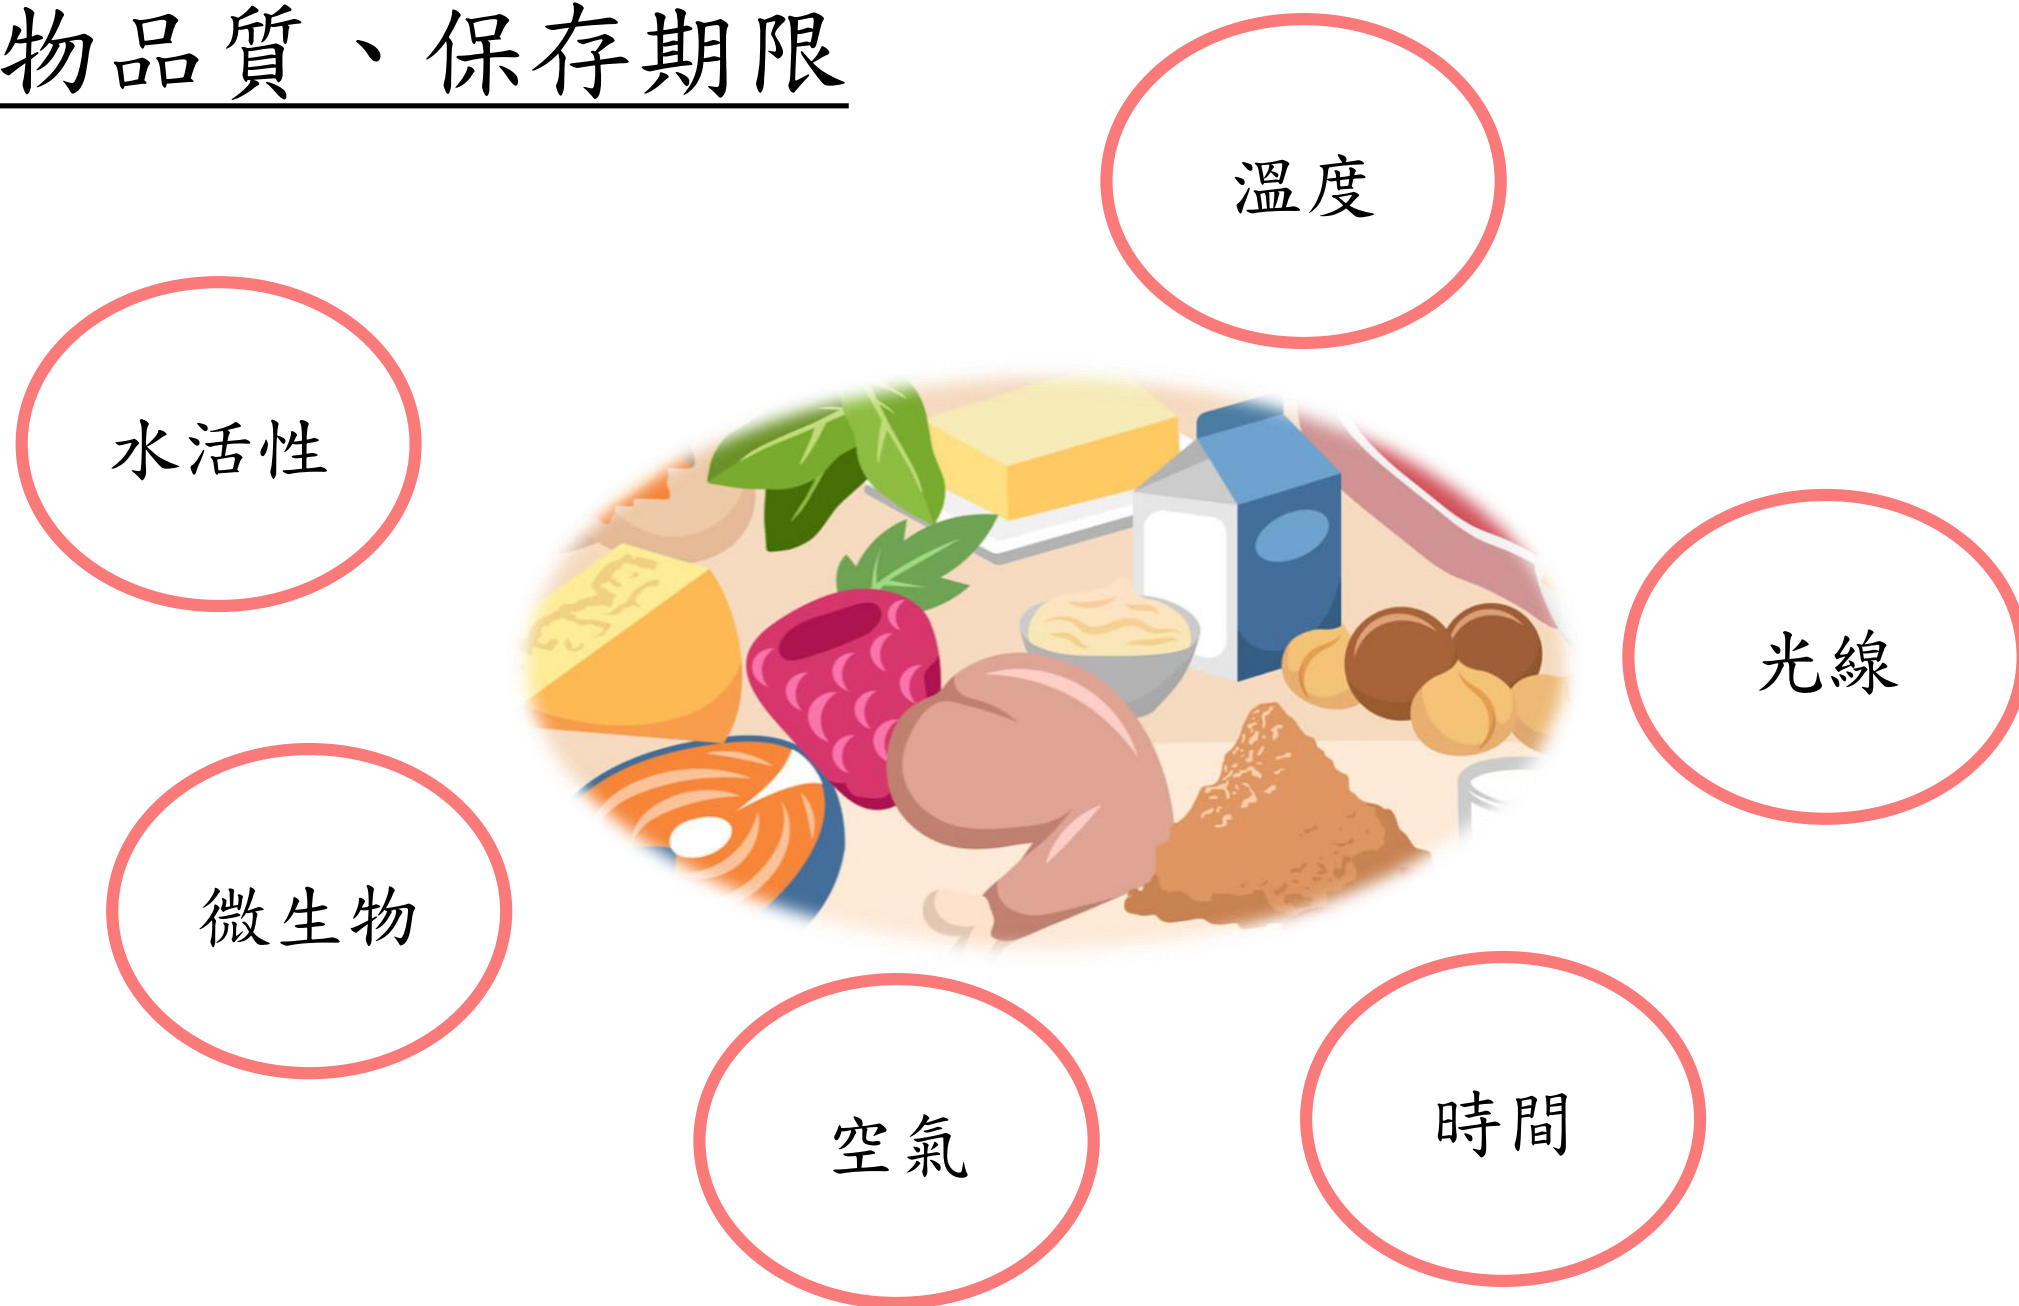 物品質、保存期限
溫度
水活性
光線
微生物
空氣
時間